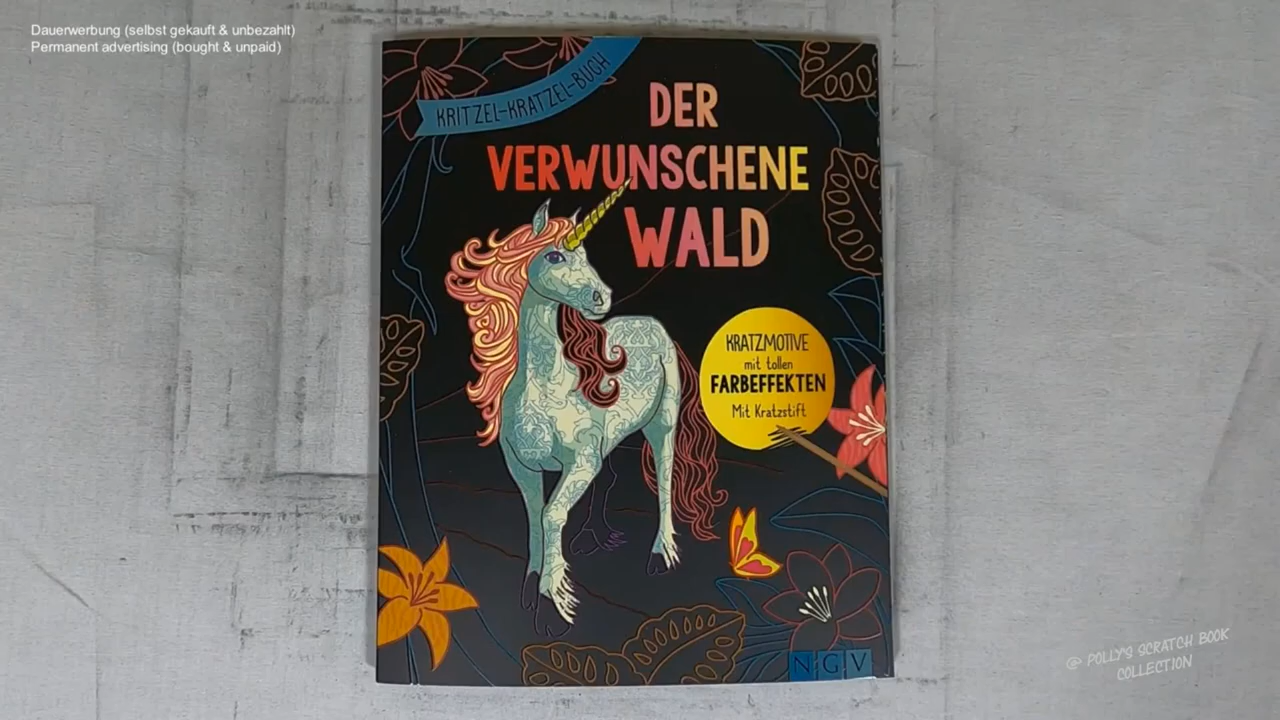 Dauerwerbung (selbst gekauft & unbezahlt)
Permanent advertising (bought & unpaid)
KRITZEL-KRATZEL-BUCH
DER
VERWUNSCHENE
WALD
KRATZMOTIVE
mit tollen
FARBEFFEKTEN
Mit Kratzstift
NGV
@ POLLY'S SCRATCH BOOK
COLLECTION